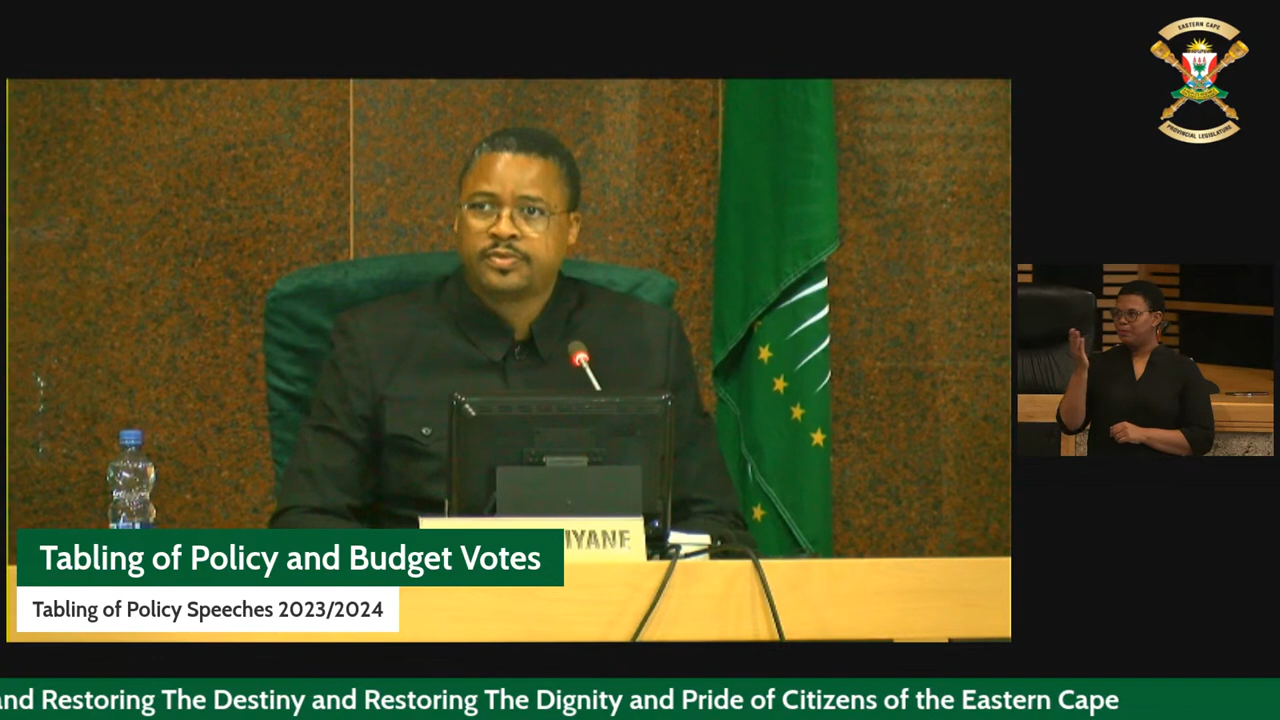 EASTERN CAPE
PROVINCIAL LEGISLATURE
IYANE
Tabling of Policy and Budget Votes
Tabling of Policy Speeches 2023/2024
and Restoring The Destiny and Restoring The Dignity and Pride of Citizens of the Eastern Cape